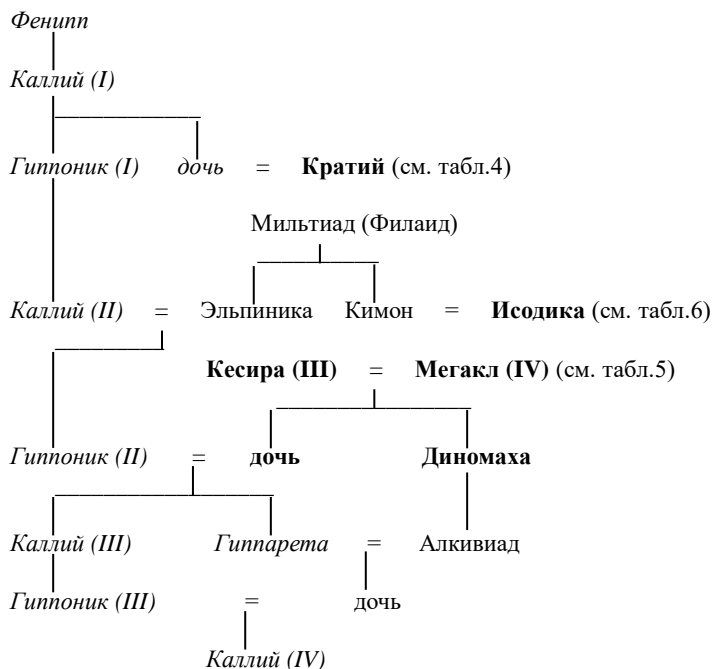 Фенипп
Каллий (I)
Гиппоник (I) дочь = Кратий (см. табл.4)
Мильтиад (Филаид)
Каллий (II) = Эльпиника Кимон = Исодика (см. табл.6)
Кесира (III) = Мегакл (IV) (см. табл.5)
Гиппоник (II) = дочь Диномаха
Каллий (III) Гиппарета = Алкивиад
Гиппоник (III) = дочь
Каллий (IV)